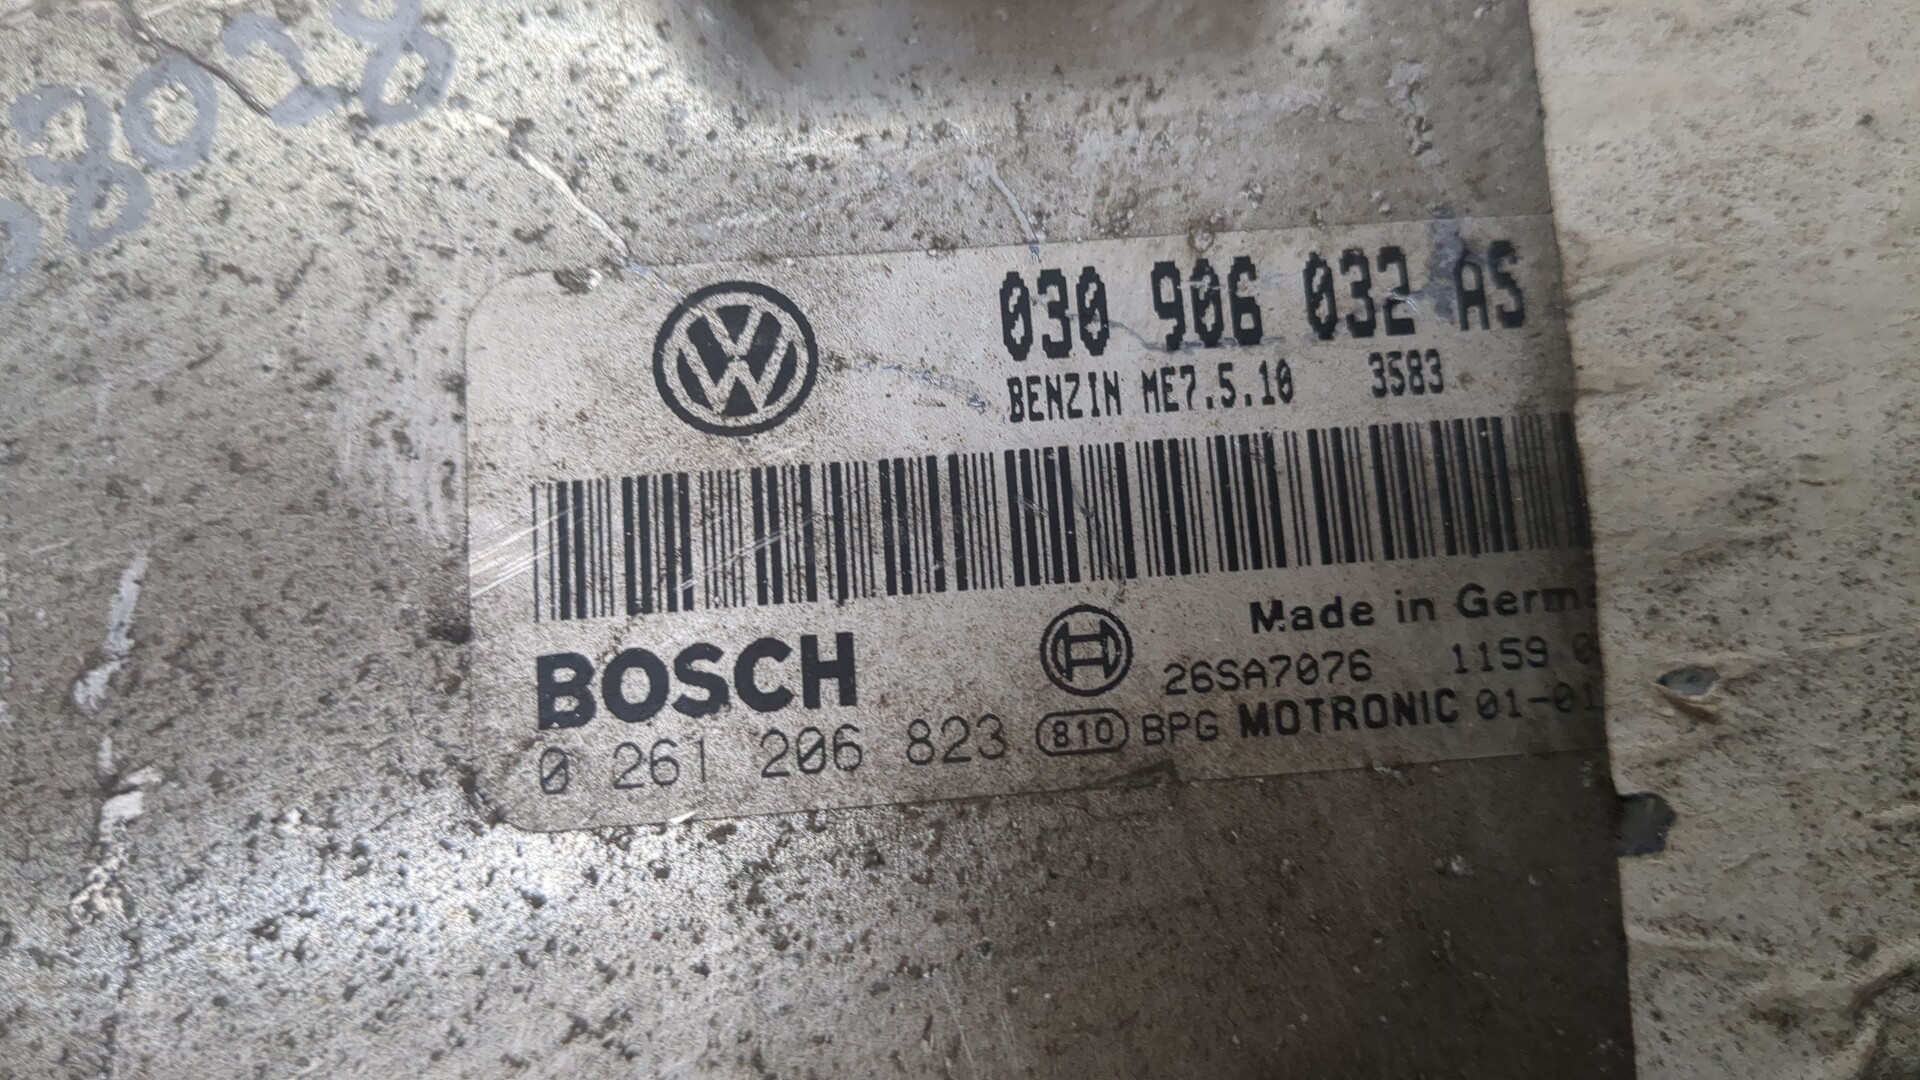 8028
030 906 032 AS
BENZIN ME7.5.10 3583
Made in Germ
BOSCH
26SA7076 1159
0 261 206 823 810 BPG MOTRONIC 01-01